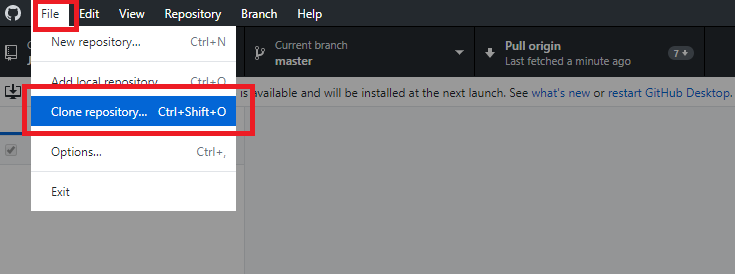 File Edit View Repository Branch Help
New repository... Ctrl+N
Current branch
master
Pull origin
Last fetched a minute ago
7
Add local repository... Ctrl+O
is available and will be installed at the next launch. See what's new or restart GitHub Desktop.
Clone repository... Ctrl+Shift+O
Options... Ctrl+,
Exit